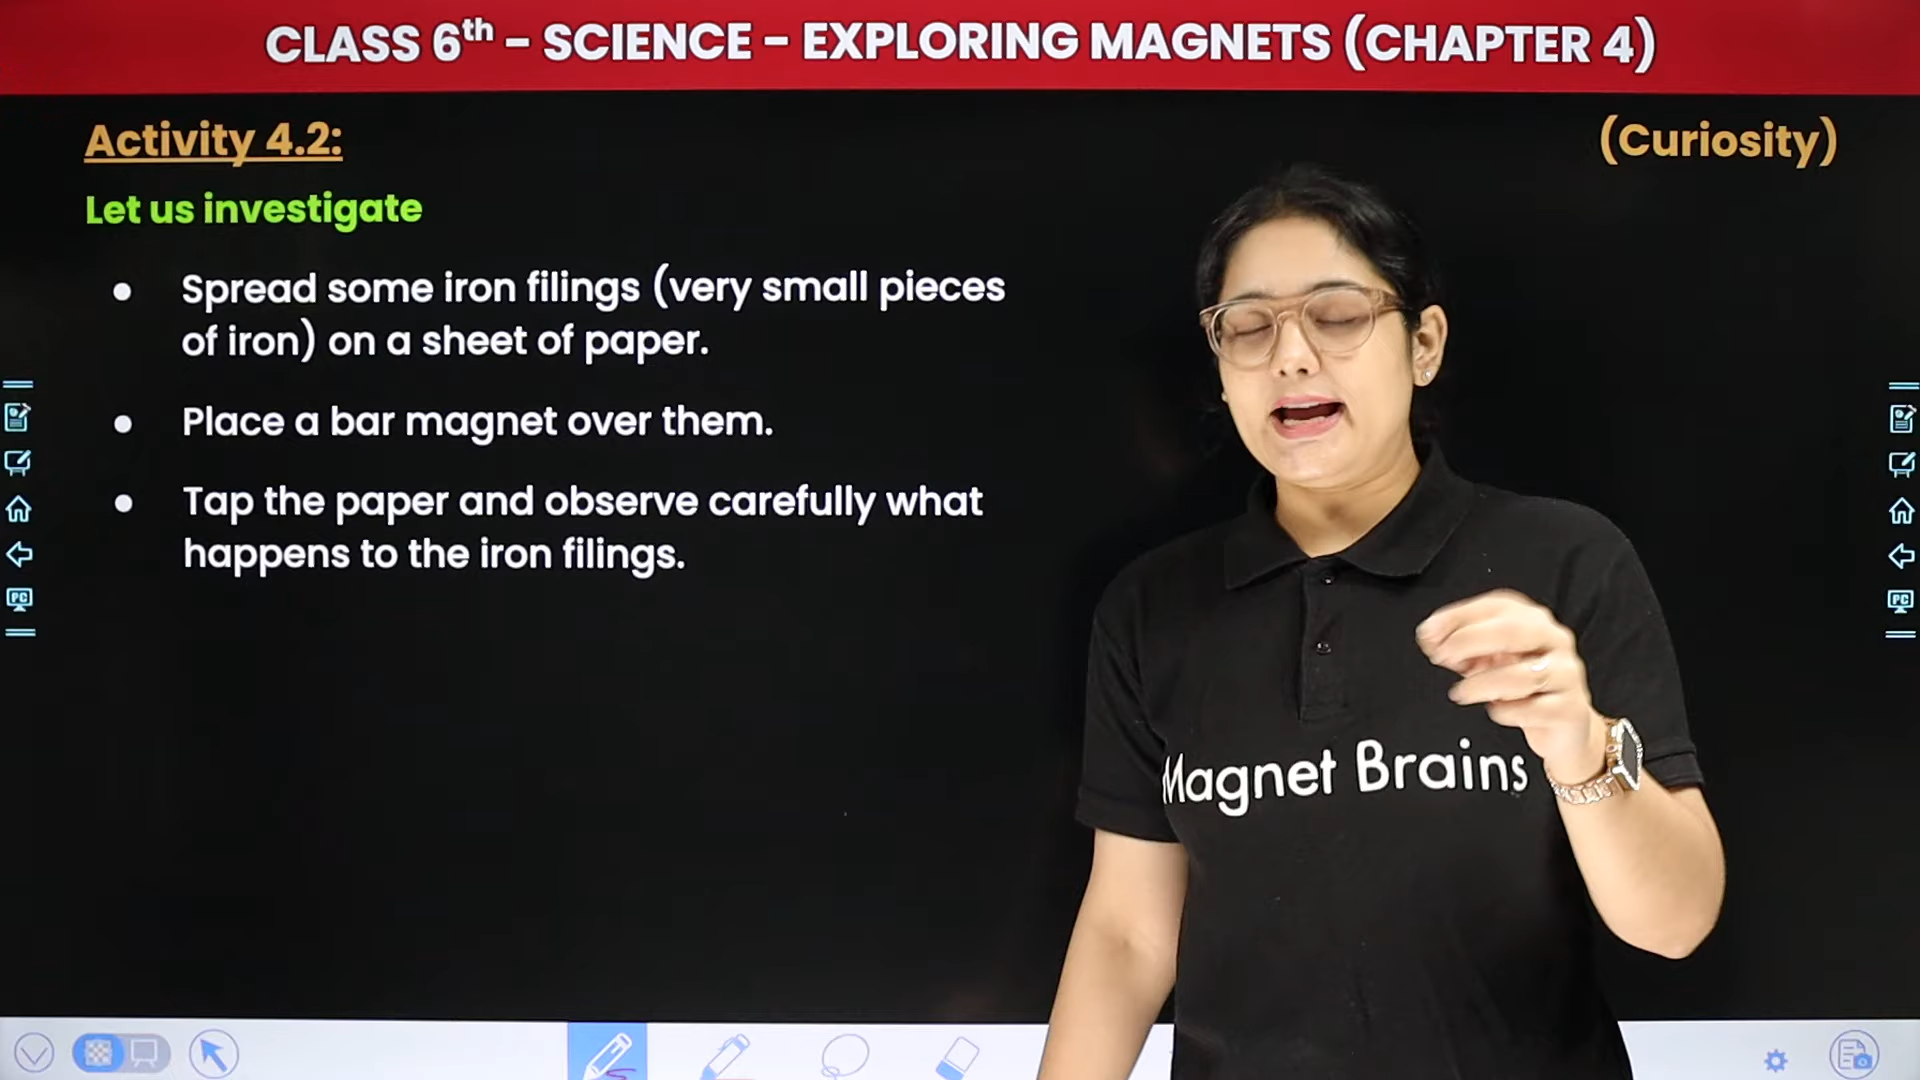 CLASS 6th - SCIENCE - EXPLORING MAGNETS (CHAPTER 4)
Activity 4.2:
(Curiosity)
Let us investigate
● Spread some iron filings (very small pieces
of iron) on a sheet of paper.
● Place a bar magnet over them.
● Tap the paper and observe carefully what
happens to the iron filings.
PC
PC
Magnet Brains